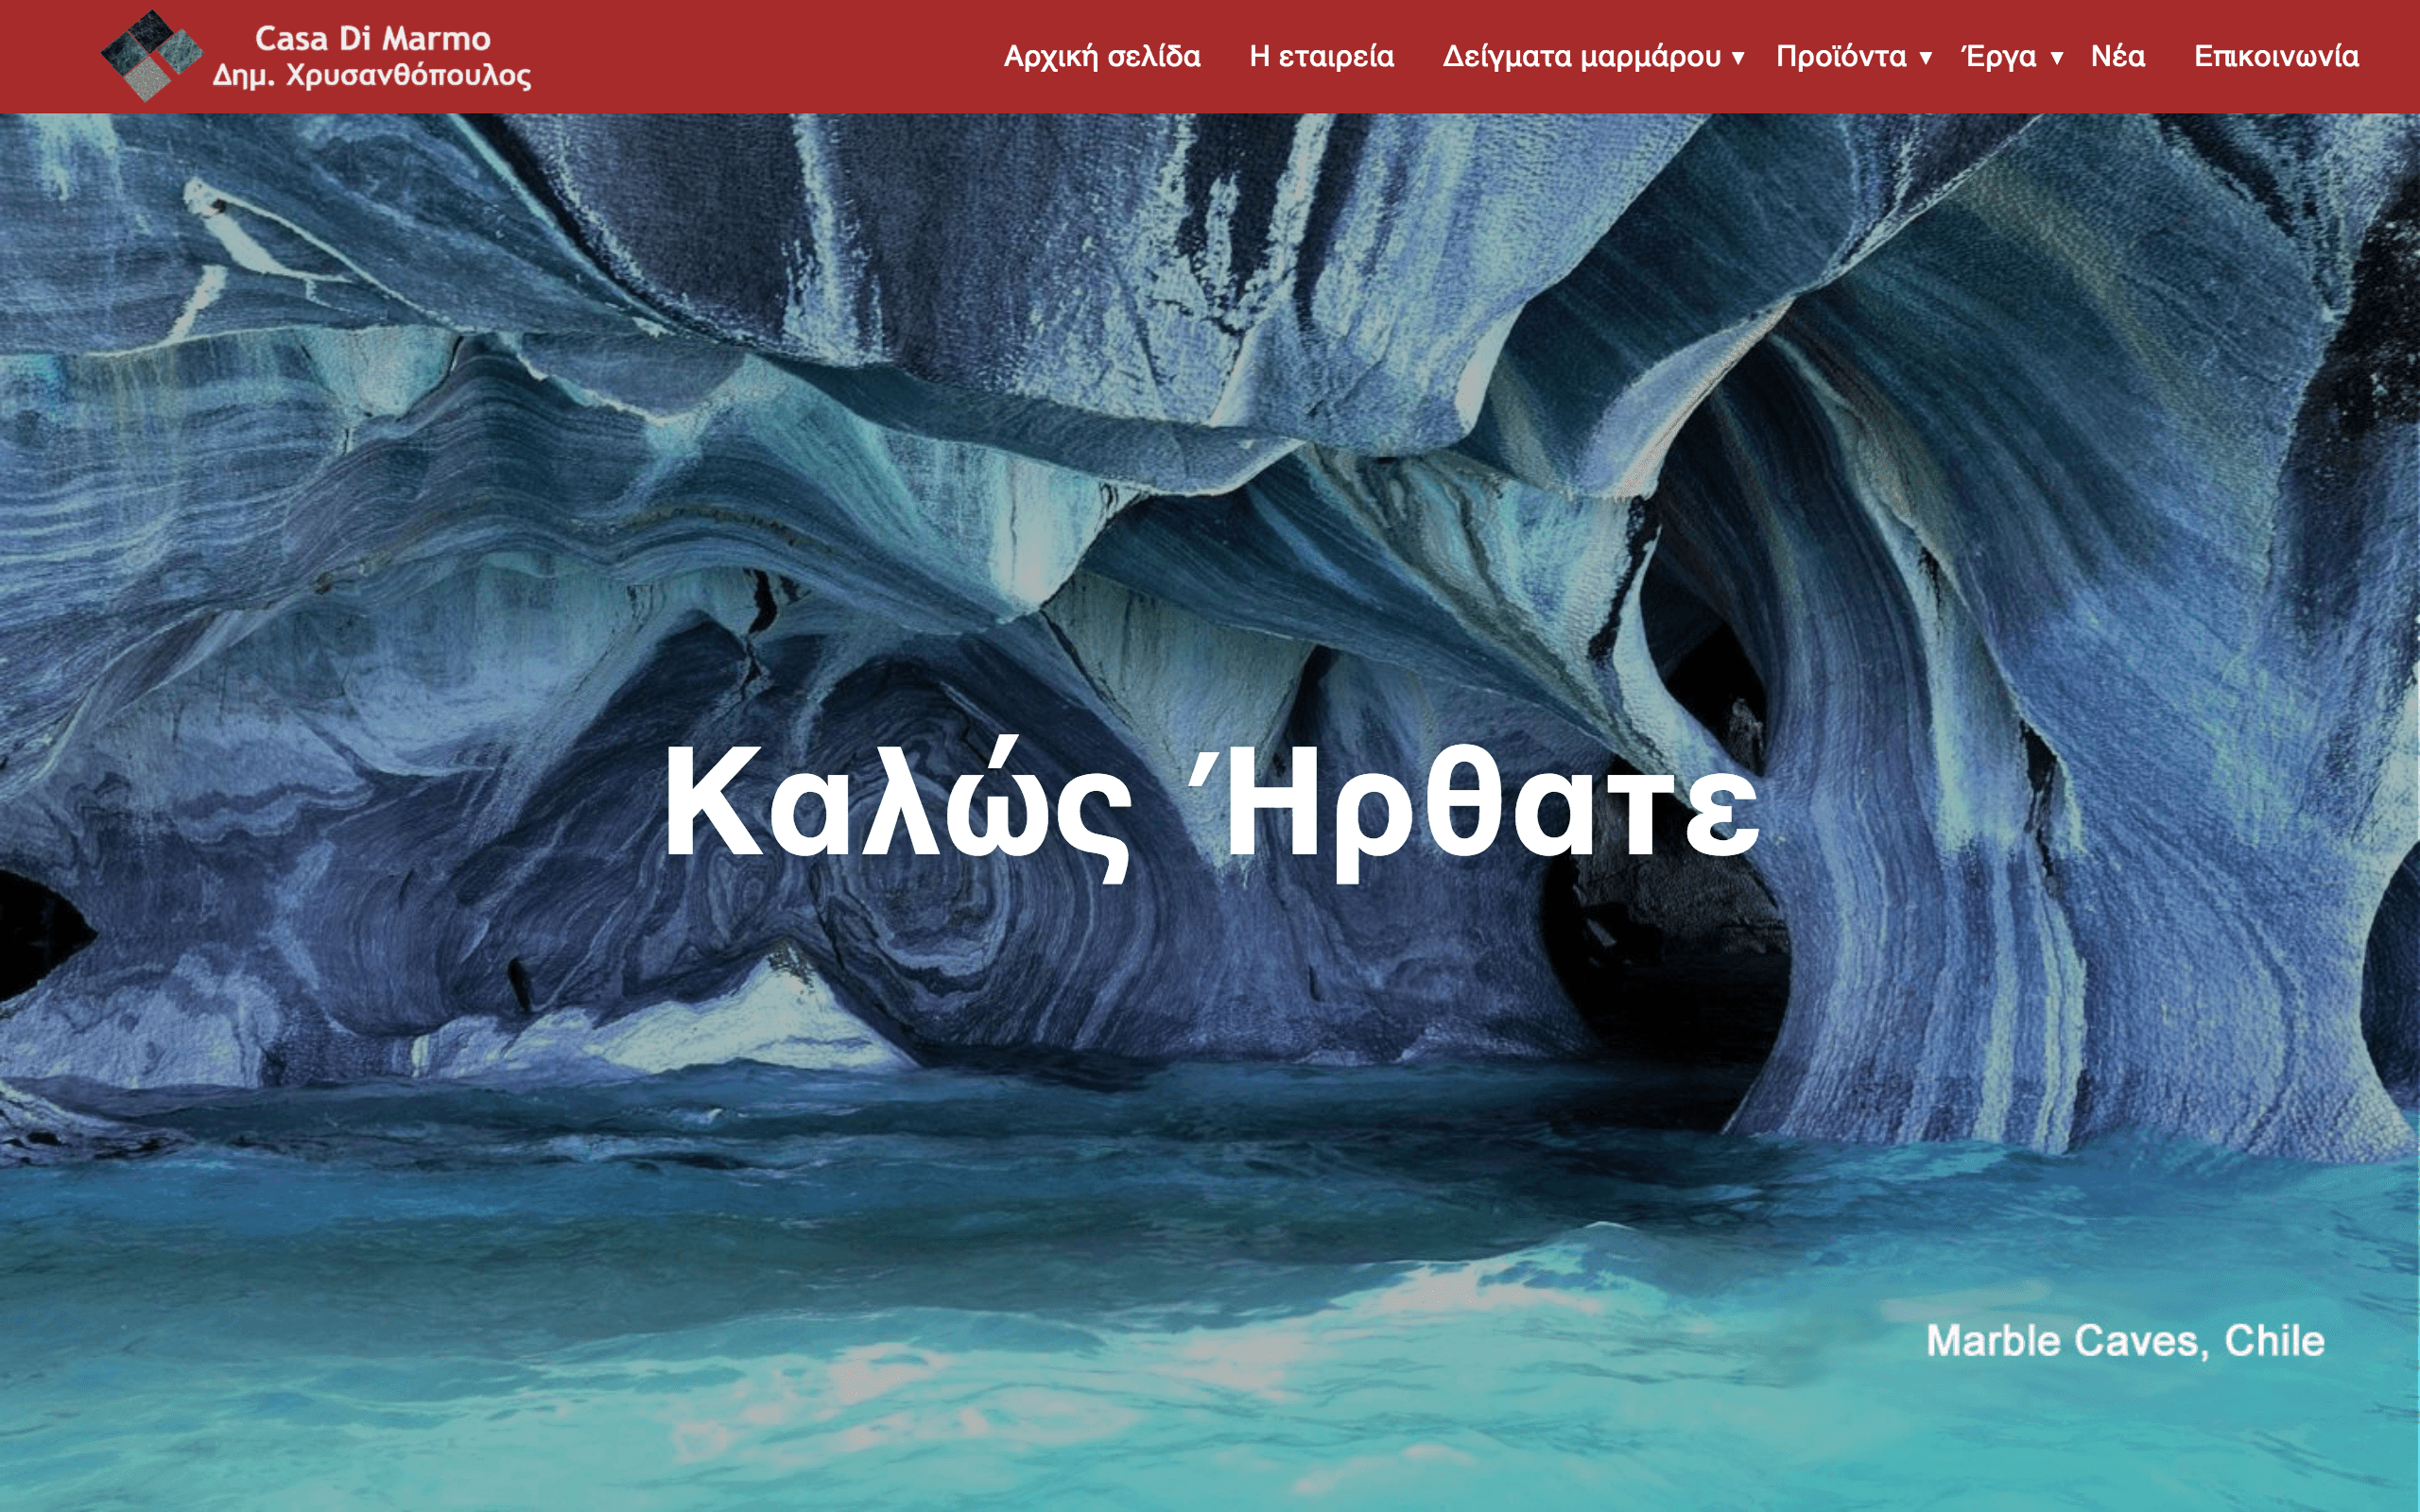 Casa Di Marmo
Δημ. Χρυσανθόπουλος
Αρχική σελίδα Η εταιρεία Δείγματα μαρμάρου ▾ Προϊόντα ▾ Έργα ▾ Νέα Επικοινωνία
Καλώς Ήρθατε
Marble Caves, Chile